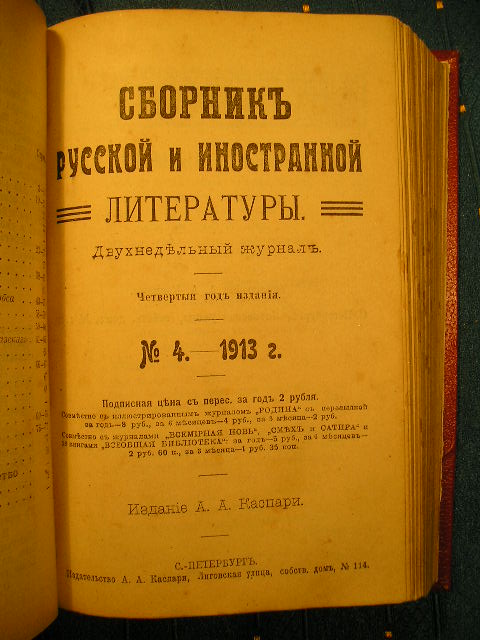 СБОРНИКЪ
РУССКОЙ И ИНОСТРАННОЙ
ЛИТЕРАТУРЫ.
Двухнедѣльный журналъ.
Четвертый годъ изданія.
№ 4. — 1913 г.
Подписная цѣна съ перес. за годъ 2 рубля.
Совмѣстно съ иллюстрированнымъ журналомъ „РОДИНА" съ пересылкой
за годъ—8 руб., за 6 мѣсяцевъ—4 руб., за 3 мѣсяца—2 руб.
Совмѣстно съ журналами „ВСЕМІРНАЯ НОВЬ", „СМѢХЪ и САТИРА" и
книгами „ВСЕОБЩАЯ БИБЛІОТЕКА": за годъ—5 руб., за 6 мѣсяцевъ—
2 руб. 60 к., за 3 мѣсяца—1 руб. 35 коп.
Изданіе А. А. Каспари.
С.-ПЕТЕРБУРГЪ.
Издательство А. А. Каспари, Лиговская улица, собств. домъ, № 114.